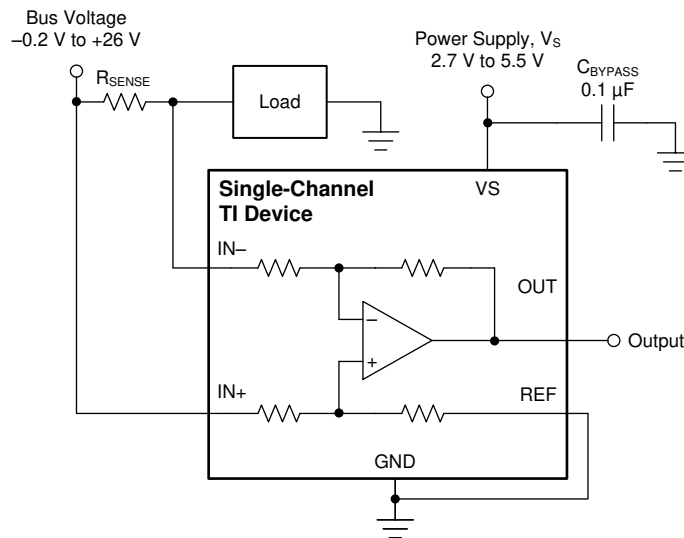 Bus Voltage
–0.2 V to +26 V
RSENSE
Load
Power Supply, VS
2.7 V to 5.5 V
CBYPASS
0.1 µF
Single-Channel
TI Device
VS
IN–
OUT
–
+
Output
IN+
REF
GND